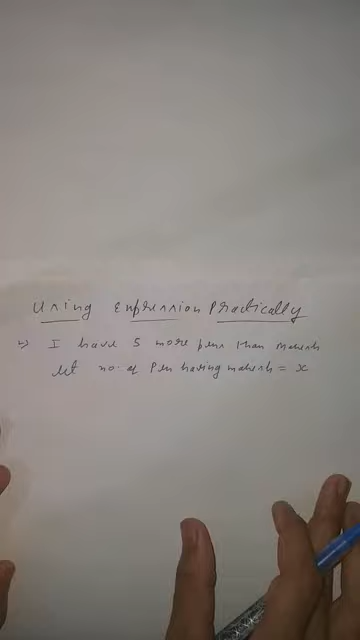 Using Expression Practically
=> I have 5 more pens than Mahesh
let no. of Pen having mahesh = x